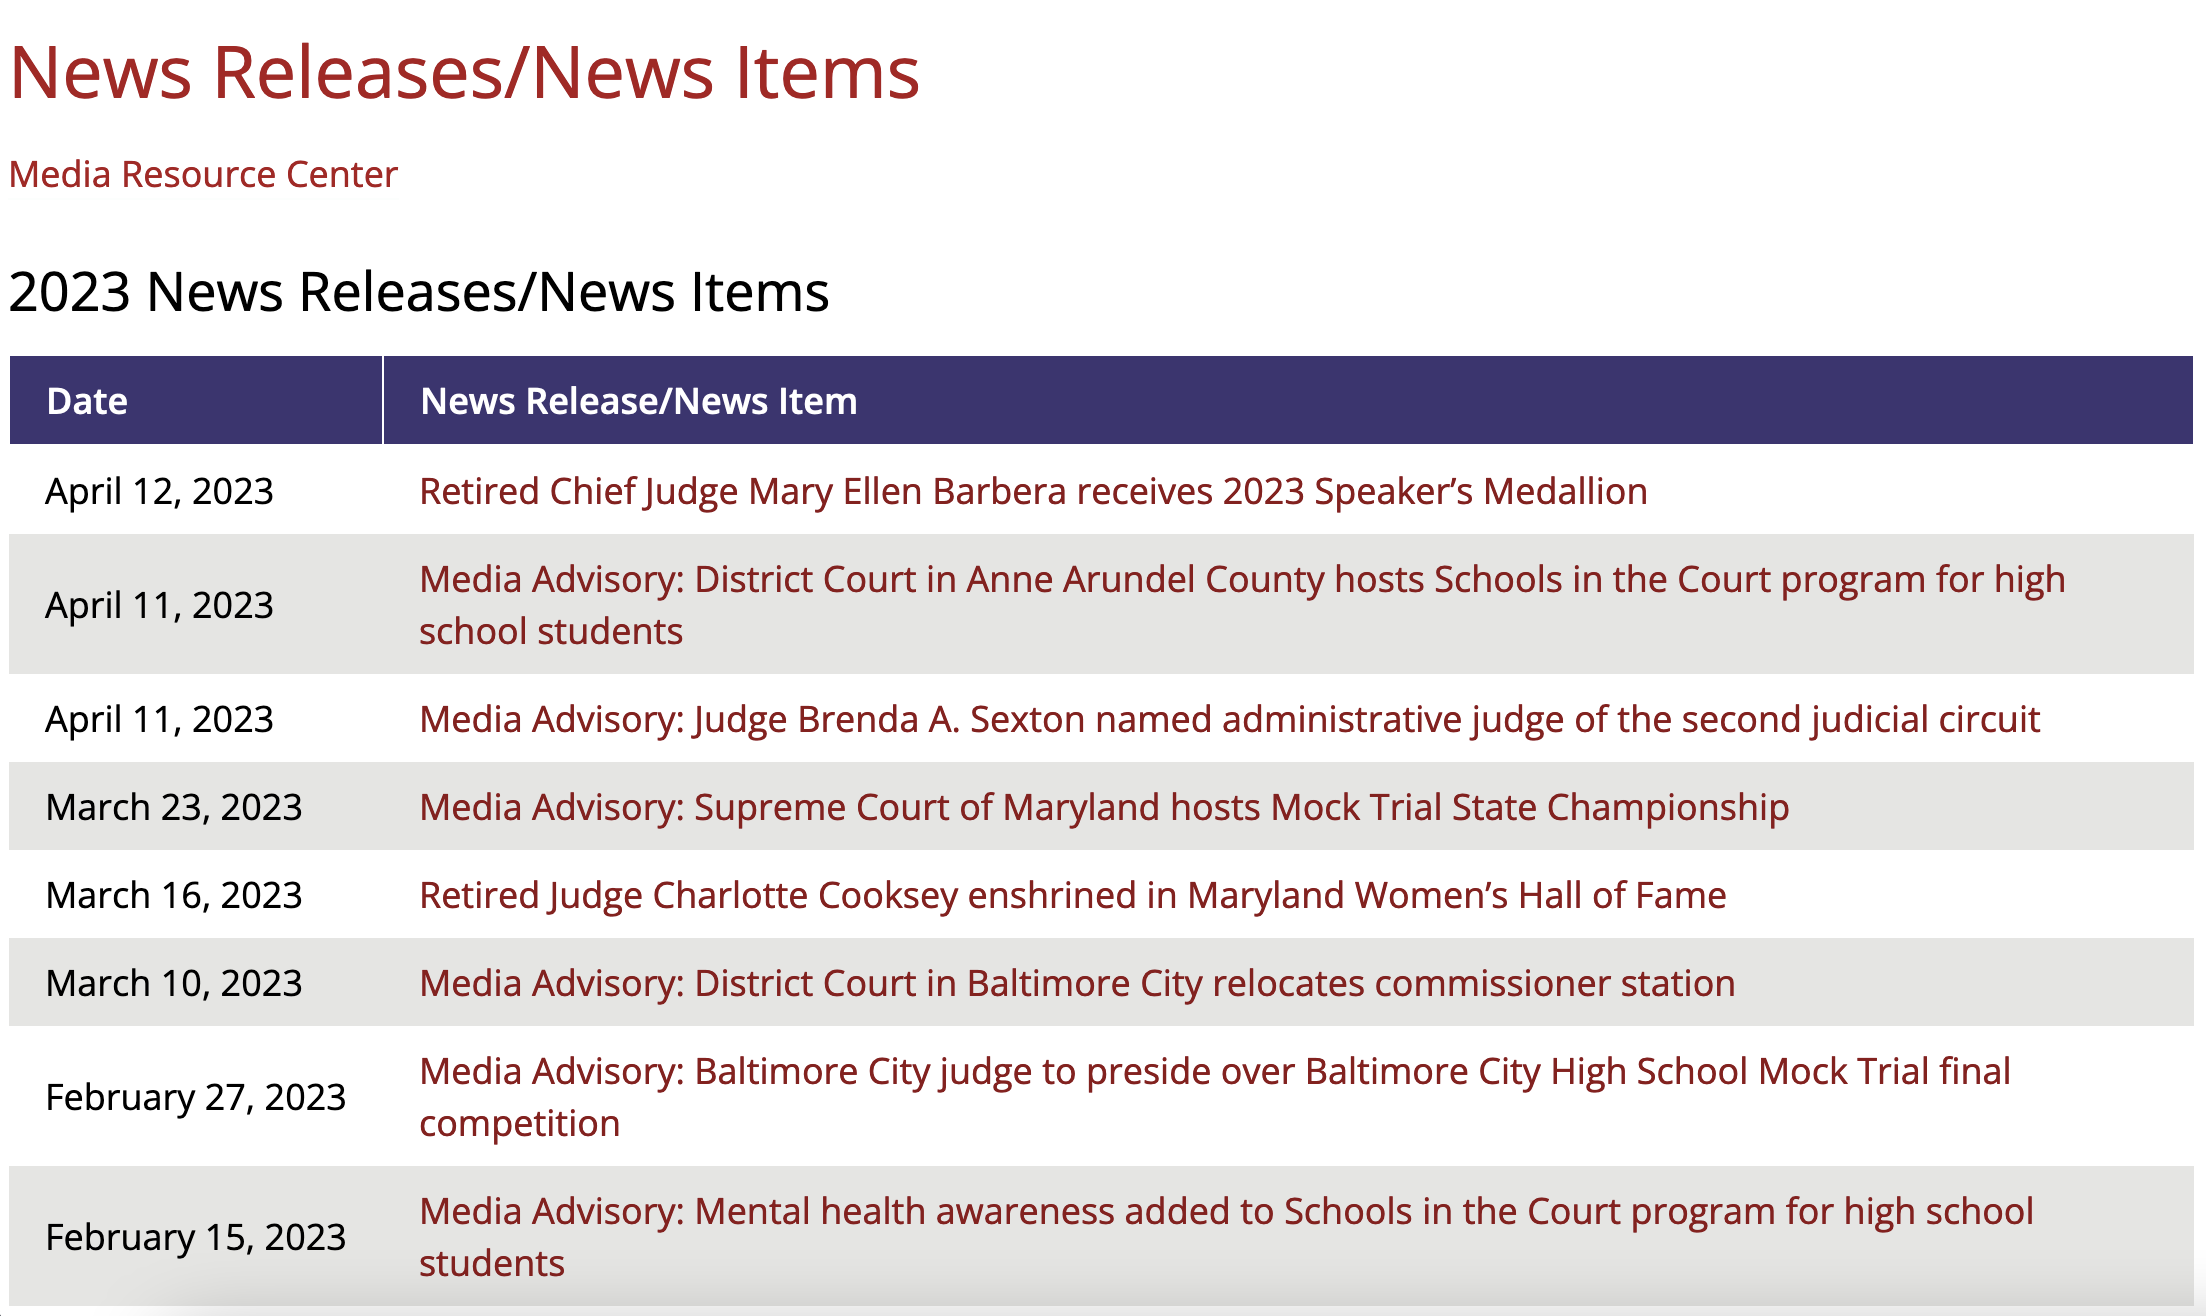 News Releases/News Items
Media Resource Center
2023 News Releases/News Items
Date News Release/News Item
April 12, 2023 Retired Chief Judge Mary Ellen Barbera receives 2023 Speaker’s Medallion
April 11, 2023 Media Advisory: District Court in Anne Arundel County hosts Schools in the Court program for high
school students
April 11, 2023 Media Advisory: Judge Brenda A. Sexton named administrative judge of the second judicial circuit
March 23, 2023 Media Advisory: Supreme Court of Maryland hosts Mock Trial State Championship
March 16, 2023 Retired Judge Charlotte Cooksey enshrined in Maryland Women’s Hall of Fame
March 10, 2023 Media Advisory: District Court in Baltimore City relocates commissioner station
February 27, 2023 Media Advisory: Baltimore City judge to preside over Baltimore City High School Mock Trial final
competition
February 15, 2023 Media Advisory: Mental health awareness added to Schools in the Court program for high school
students